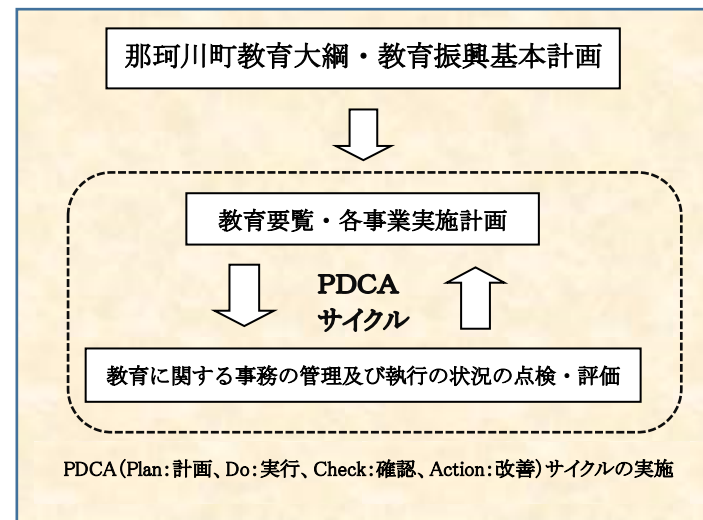 那珂川町教育大綱・教育振興基本計画
教育要覧・各事業実施計画
PDCA
サイクル
教育に関する事務の管理及び執行の状況の点検・評価
PDCA（Plan：計画、Do：実行、Check：確認、Action：改善）サイクルの実施